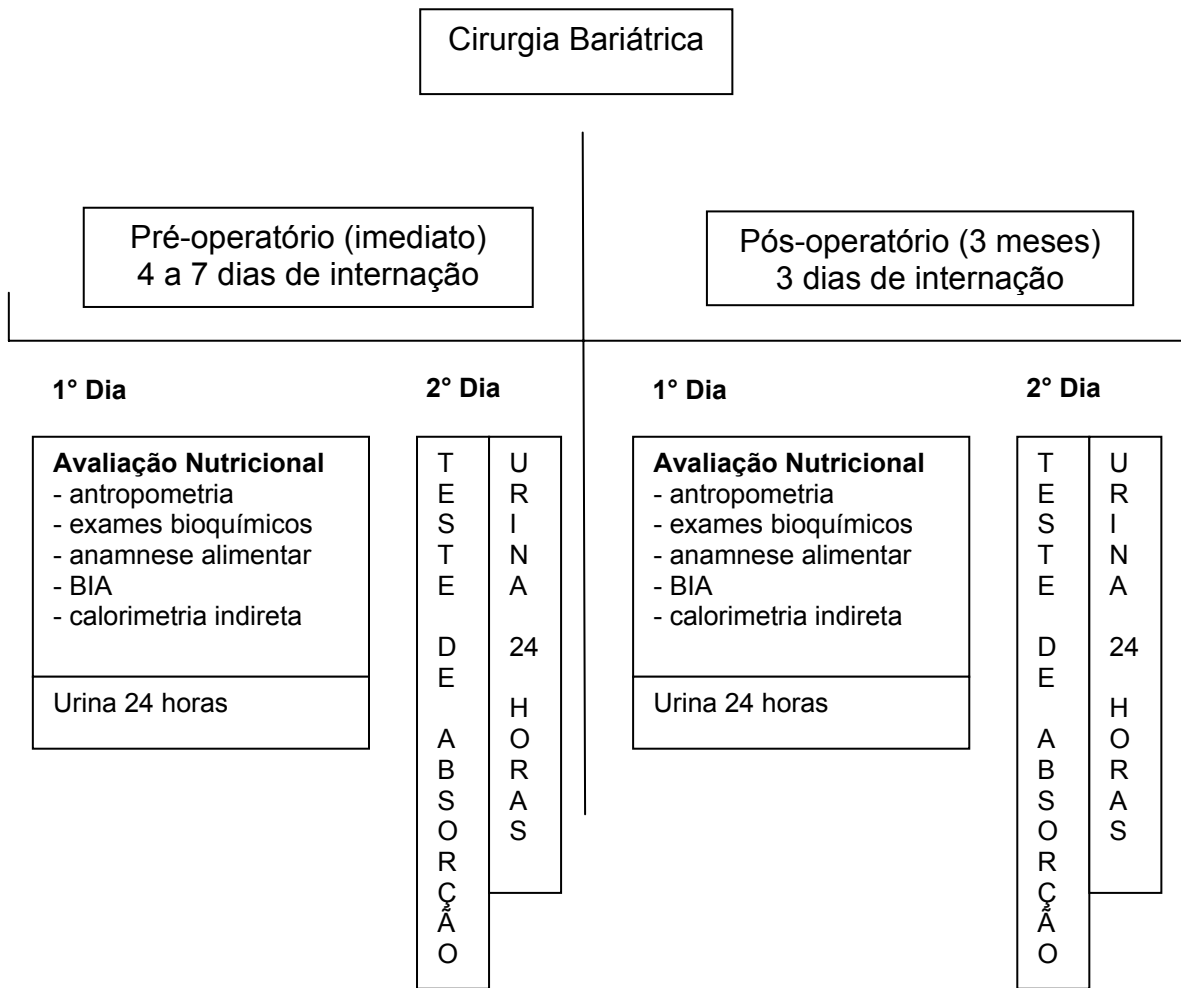 Cirurgia Bariátrica
Pré-operatório (imediato)
4 a 7 dias de internação
Pós-operatório (3 meses)
3 dias de internação
1° Dia
2° Dia
1° Dia
2° Dia
Avaliação Nutricional
- antropometria
- exames bioquímicos
- anamnese alimentar
- BIA
- calorimetria indireta
Urina 24 horas
TESTE DE ABSORÇÃO
URINA 24 HORAS
Avaliação Nutricional
- antropometria
- exames bioquímicos
- anamnese alimentar
- BIA
- calorimetria indireta
Urina 24 horas
TESTE DE ABSORÇÃO
URINA 24 HORAS